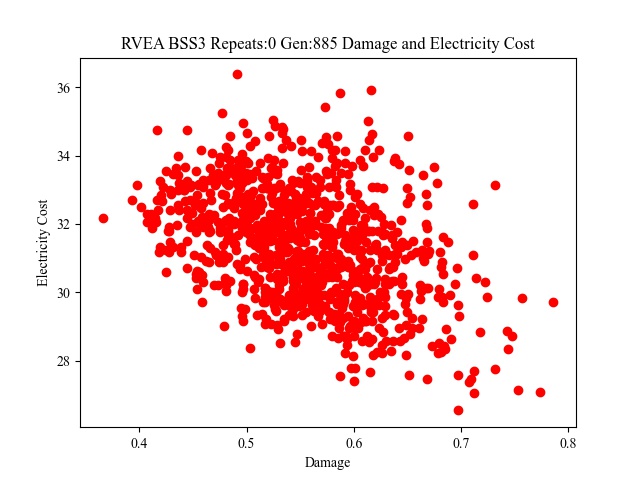 RVEA BSS3 Repeats:0 Gen:885 Damage and Electricity Cost
36
34
32
30
28
Electricity Cost
0.4 0.5 0.6 0.7 0.8
Damage